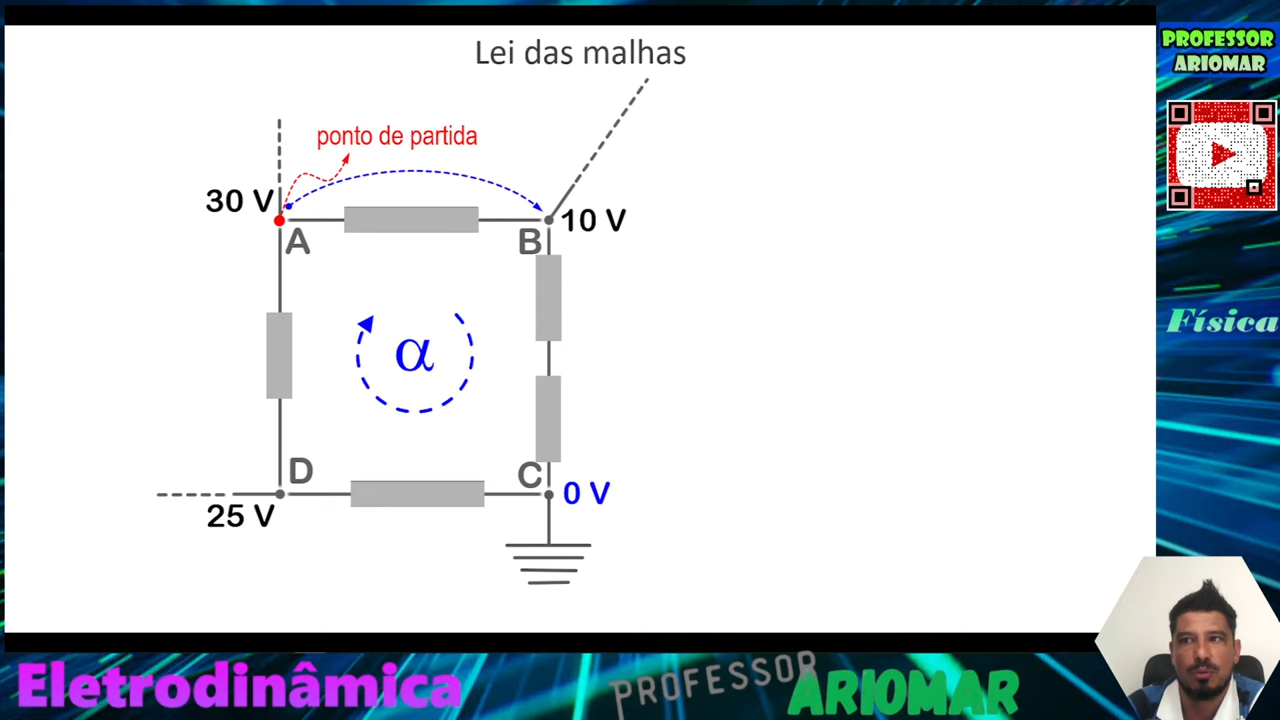 Lei das malhas
PROFESSOR
ARIOMAR
ponto de partida
30 V
A
B
10 V
α
Física
D
C
0 V
25 V
Eletrodinâmica
PROFESSOR
ARIOMAR